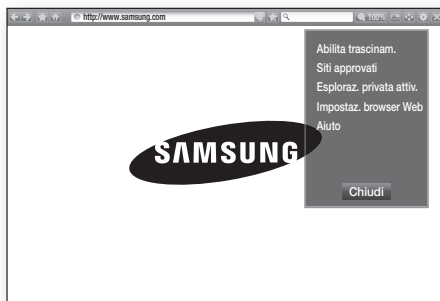 http://www.samsung.com
100%
Abilita trascinam.
Siti approvati
Esploraz. privata attiv.
Impostaz. browser Web
Aiuto
SAMSUNG
Chiudi